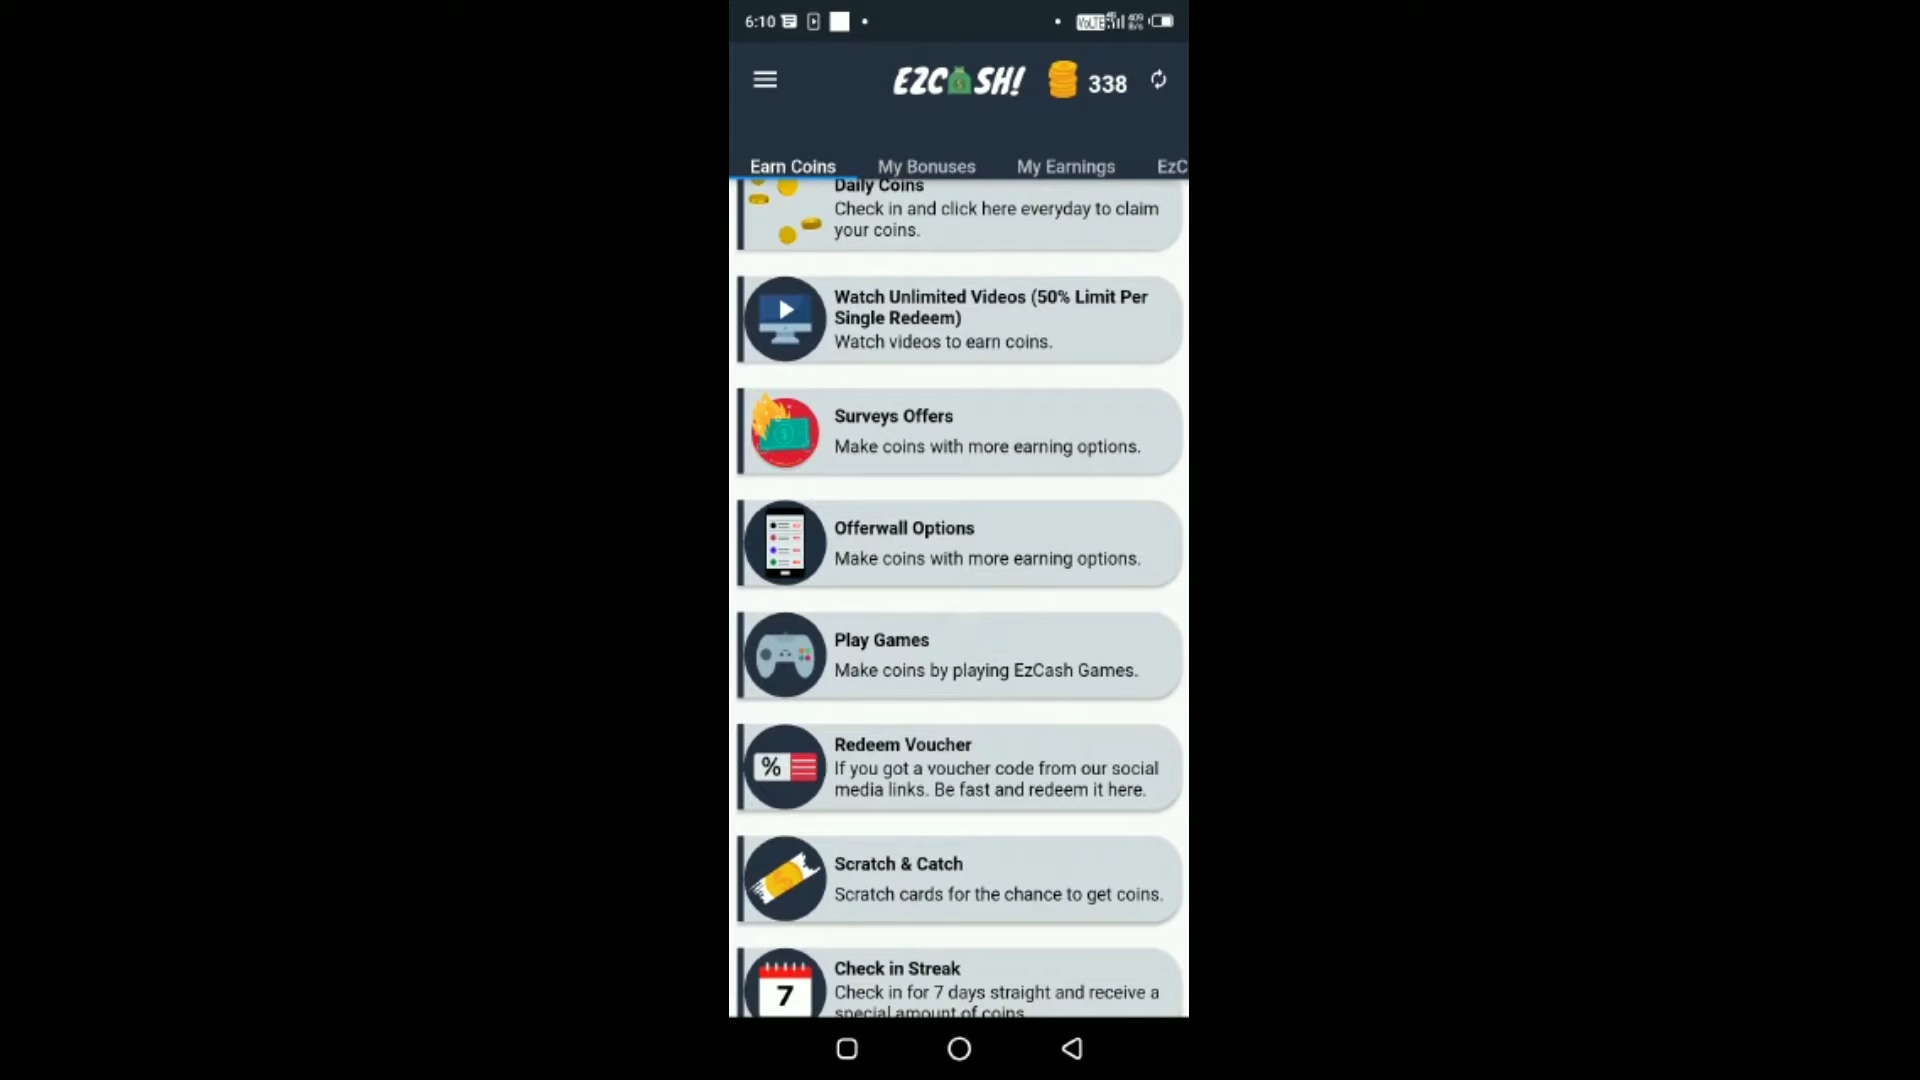 6:10
VoLTE 4G 409 B/s
EZC SH! 338
Earn Coins My Bonuses My Earnings EzC
Daily Coins
Check in and click here everyday to claim
your coins.
Watch Unlimited Videos (50% Limit Per
Single Redeem)
Watch videos to earn coins.
Surveys Offers
Make coins with more earning options.
Offerwall Options
Make coins with more earning options.
Play Games
Make coins by playing EzCash Games.
%
Redeem Voucher
If you got a voucher code from our social
media links. Be fast and redeem it here.
Scratch & Catch
Scratch cards for the chance to get coins.
7
Check in Streak
Check in for 7 days straight and receive a
special amount of coins